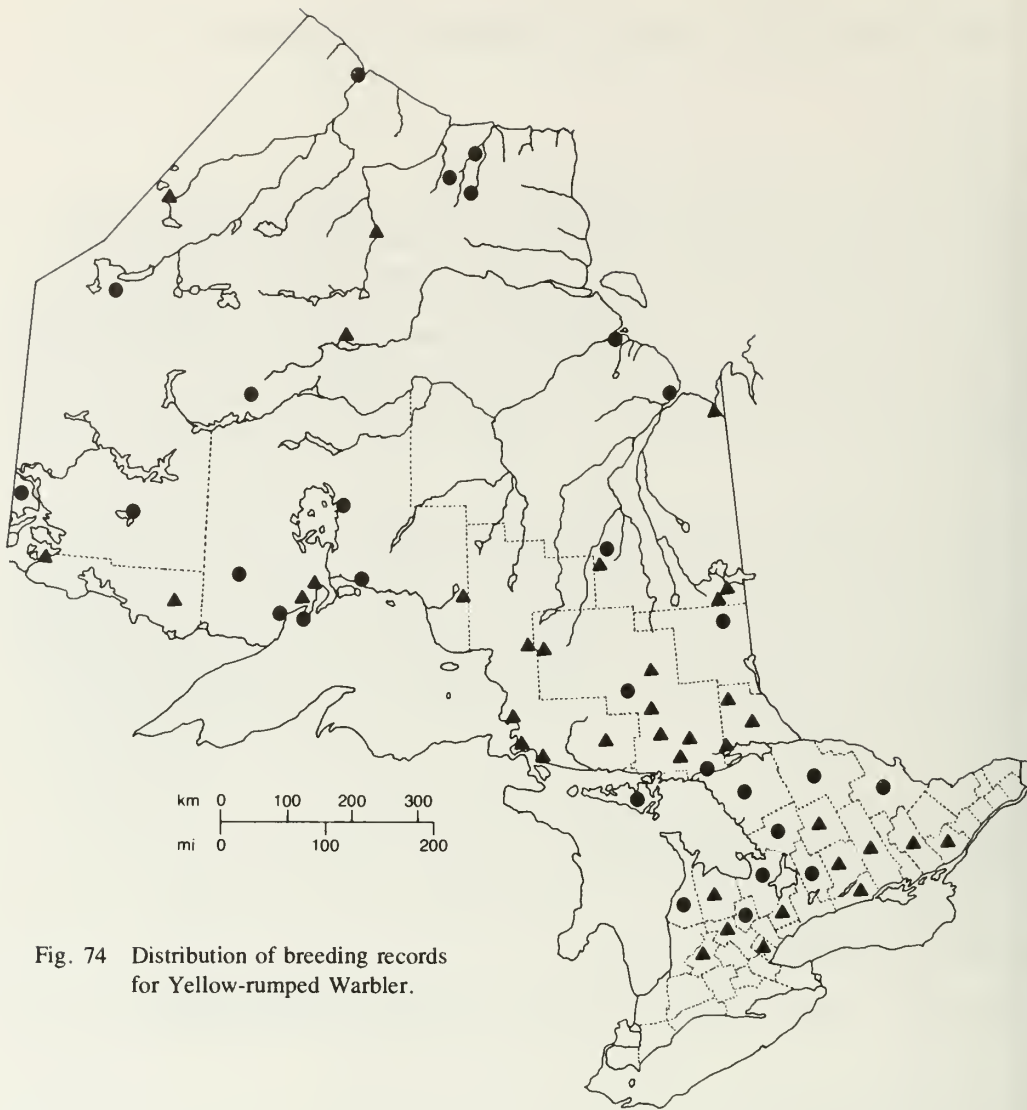 km 0 100 200 300
mi 0 100 200
Fig. 74 Distribution of breeding records
for Yellow-rumped Warbler.